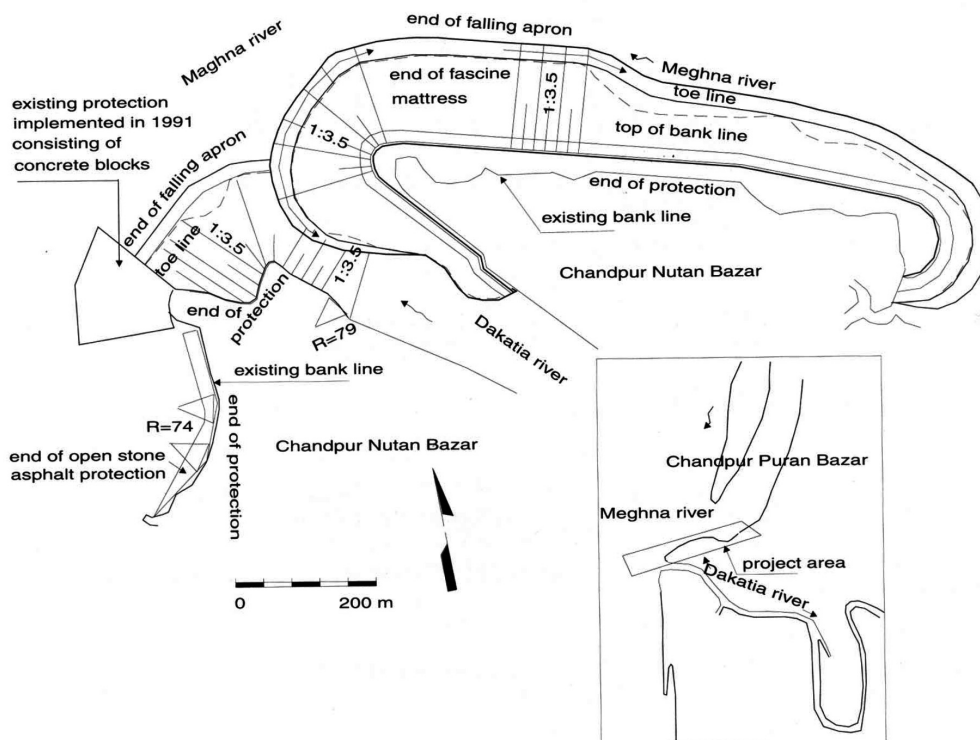 end of falling apron
Maghna river
Meghna river
toe line
end of fascine
mattress
1:3.5
existing protection
implemented in 1991
consisting of
concrete blocks
1:3.5
top of bank line
end of falling apron
end of protection
existing bank line
toe line
1:3.5
1:3.5
Chandpur Nutan Bazar
end of
protection
R=79
Dakatia river
existing bank line
end of protection
R=74
Chandpur Nutan Bazar
end of open stone
asphalt protection
0
200 m
Chandpur Puran Bazar
Meghna river
project area
Dakatia river